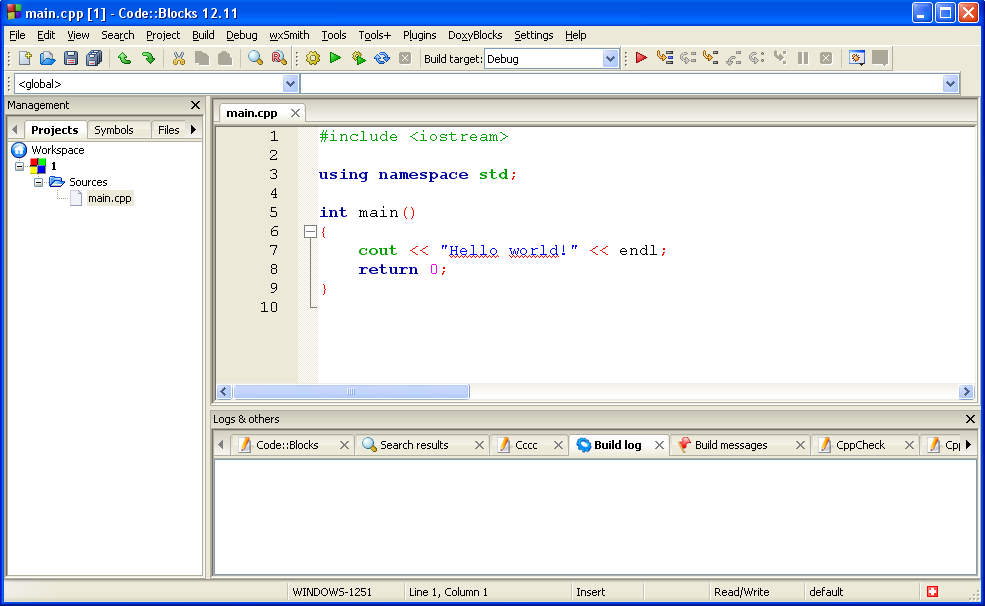 main.cpp [1] - Code::Blocks 12.11
File Edit View Search Project Build Debug wxSmith Tools Tools+ Plugins DoxyBlocks Settings Help
Build target: Debug
<global>
Management
Projects Symbols Files
Workspace
1
Sources
main.cpp
main.cpp
1 #include <iostream>
2
3 using namespace std;
4
5 int main()
6 {
7 cout << "Hello world!" << endl;
8 return 0;
9 }
10
Logs & others
Code::Blocks Search results Cccc Build log Build messages CppCheck Cpp
WINDOWS-1251 Line 1, Column 1 Insert Read/Write default